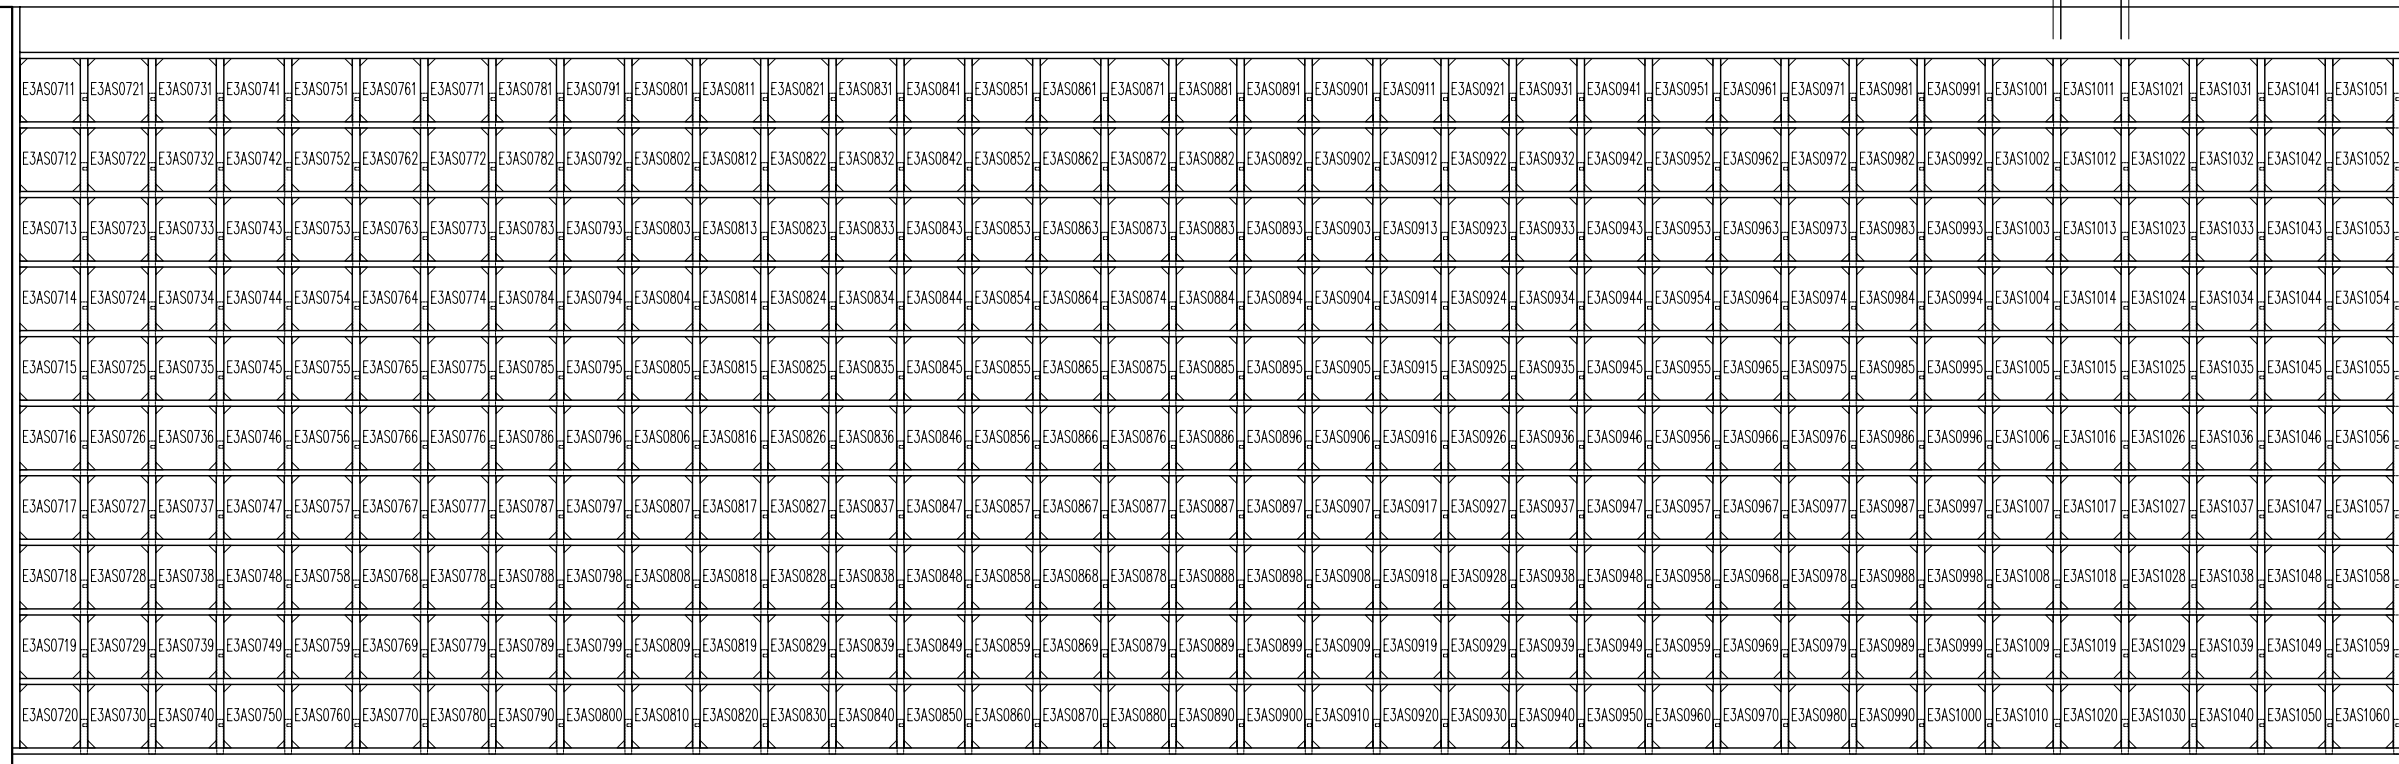 E3AS0711 E3AS0721 E3AS0731 E3AS0741 E3AS0751 E3AS0761 E3AS0771 E3AS0781 E3AS0791 E3AS0801 E3AS0811 E3AS0821 E3AS0831 E3AS0841 E3AS0851 E3AS0861 E3AS0871 E3AS0881 E3AS0891 E3AS0901 E3AS0911 E3AS0921 E3AS0931 E3AS0941 E3AS0951 E3AS0961 E3AS0971 E3AS0981 E3AS0991 E3AS1001 E3AS1011 E3AS1021 E3AS1031 E3AS1041 E3AS1051
E3AS0712 E3AS0722 E3AS0732 E3AS0742 E3AS0752 E3AS0762 E3AS0772 E3AS0782 E3AS0792 E3AS0802 E3AS0812 E3AS0822 E3AS0832 E3AS0842 E3AS0852 E3AS0862 E3AS0872 E3AS0882 E3AS0892 E3AS0902 E3AS0912 E3AS0922 E3AS0932 E3AS0942 E3AS0952 E3AS0962 E3AS0972 E3AS0982 E3AS0992 E3AS1002 E3AS1012 E3AS1022 E3AS1032 E3AS1042 E3AS1052
E3AS0713 E3AS0723 E3AS0733 E3AS0743 E3AS0753 E3AS0763 E3AS0773 E3AS0783 E3AS0793 E3AS0803 E3AS0813 E3AS0823 E3AS0833 E3AS0843 E3AS0853 E3AS0863 E3AS0873 E3AS0883 E3AS0893 E3AS0903 E3AS0913 E3AS0923 E3AS0933 E3AS0943 E3AS0953 E3AS0963 E3AS0973 E3AS0983 E3AS0993 E3AS1003 E3AS1013 E3AS1023 E3AS1033 E3AS1043 E3AS1053
E3AS0714 E3AS0724 E3AS0734 E3AS0744 E3AS0754 E3AS0764 E3AS0774 E3AS0784 E3AS0794 E3AS0804 E3AS0814 E3AS0824 E3AS0834 E3AS0844 E3AS0854 E3AS0864 E3AS0874 E3AS0884 E3AS0894 E3AS0904 E3AS0914 E3AS0924 E3AS0934 E3AS0944 E3AS0954 E3AS0964 E3AS0974 E3AS0984 E3AS0994 E3AS1004 E3AS1014 E3AS1024 E3AS1034 E3AS1044 E3AS1054
E3AS0715 E3AS0725 E3AS0735 E3AS0745 E3AS0755 E3AS0765 E3AS0775 E3AS0785 E3AS0795 E3AS0805 E3AS0815 E3AS0825 E3AS0835 E3AS0845 E3AS0855 E3AS0865 E3AS0875 E3AS0885 E3AS0895 E3AS0905 E3AS0915 E3AS0925 E3AS0935 E3AS0945 E3AS0955 E3AS0965 E3AS0975 E3AS0985 E3AS0995 E3AS1005 E3AS1015 E3AS1025 E3AS1035 E3AS1045 E3AS1055
E3AS0716 E3AS0726 E3AS0736 E3AS0746 E3AS0756 E3AS0766 E3AS0776 E3AS0786 E3AS0796 E3AS0806 E3AS0816 E3AS0826 E3AS0836 E3AS0846 E3AS0856 E3AS0866 E3AS0876 E3AS0886 E3AS0896 E3AS0906 E3AS0916 E3AS0926 E3AS0936 E3AS0946 E3AS0956 E3AS0966 E3AS0976 E3AS0986 E3AS0996 E3AS1006 E3AS1016 E3AS1026 E3AS1036 E3AS1046 E3AS1056
E3AS0717 E3AS0727 E3AS0737 E3AS0747 E3AS0757 E3AS0767 E3AS0777 E3AS0787 E3AS0797 E3AS0807 E3AS0817 E3AS0827 E3AS0837 E3AS0847 E3AS0857 E3AS0867 E3AS0877 E3AS0887 E3AS0897 E3AS0907 E3AS0917 E3AS0927 E3AS0937 E3AS0947 E3AS0957 E3AS0967 E3AS0977 E3AS0987 E3AS0997 E3AS1007 E3AS1017 E3AS1027 E3AS1037 E3AS1047 E3AS1057
E3AS0718 E3AS0728 E3AS0738 E3AS0748 E3AS0758 E3AS0768 E3AS0778 E3AS0788 E3AS0798 E3AS0808 E3AS0818 E3AS0828 E3AS0838 E3AS0848 E3AS0858 E3AS0868 E3AS0878 E3AS0888 E3AS0898 E3AS0908 E3AS0918 E3AS0928 E3AS0938 E3AS0948 E3AS0958 E3AS0968 E3AS0978 E3AS0988 E3AS0998 E3AS1008 E3AS1018 E3AS1028 E3AS1038 E3AS1048 E3AS1058
E3AS0719 E3AS0729 E3AS0739 E3AS0749 E3AS0759 E3AS0769 E3AS0779 E3AS0789 E3AS0799 E3AS0809 E3AS0819 E3AS0829 E3AS0839 E3AS0849 E3AS0859 E3AS0869 E3AS0879 E3AS0889 E3AS0899 E3AS0909 E3AS0919 E3AS0929 E3AS0939 E3AS0949 E3AS0959 E3AS0969 E3AS0979 E3AS0989 E3AS0999 E3AS1009 E3AS1019 E3AS1029 E3AS1039 E3AS1049 E3AS1059
E3AS0720 E3AS0730 E3AS0740 E3AS0750 E3AS0760 E3AS0770 E3AS0780 E3AS0790 E3AS0800 E3AS0810 E3AS0820 E3AS0830 E3AS0840 E3AS0850 E3AS0860 E3AS0870 E3AS0880 E3AS0890 E3AS0900 E3AS0910 E3AS0920 E3AS0930 E3AS0940 E3AS0950 E3AS0960 E3AS0970 E3AS0980 E3AS0990 E3AS1000 E3AS1010 E3AS1020 E3AS1030 E3AS1040 E3AS1050 E3AS1060